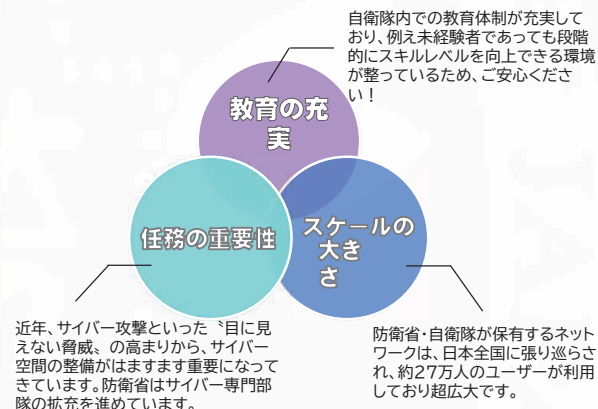 自衛隊内での教育体制が充実して
おり、例え未経験者であっても段階
的にスキルレベルを向上できる環境
が整っているため、ご安心くださ
い!
教育の充
実
任務の重要性
スケールの
大き
さ
近年、サイバー攻撃といった〝目に見
えない脅威〟の高まりから、サイバー
空間の整備がはますます重要になって
きています。防衛省はサイバー専門部
隊の拡充を進めています。
防衛省・自衛隊が保有するネット
ワークは、日本全国に張り巡らさ
れ、約27万人のユーザーが利用
しており超広大です。